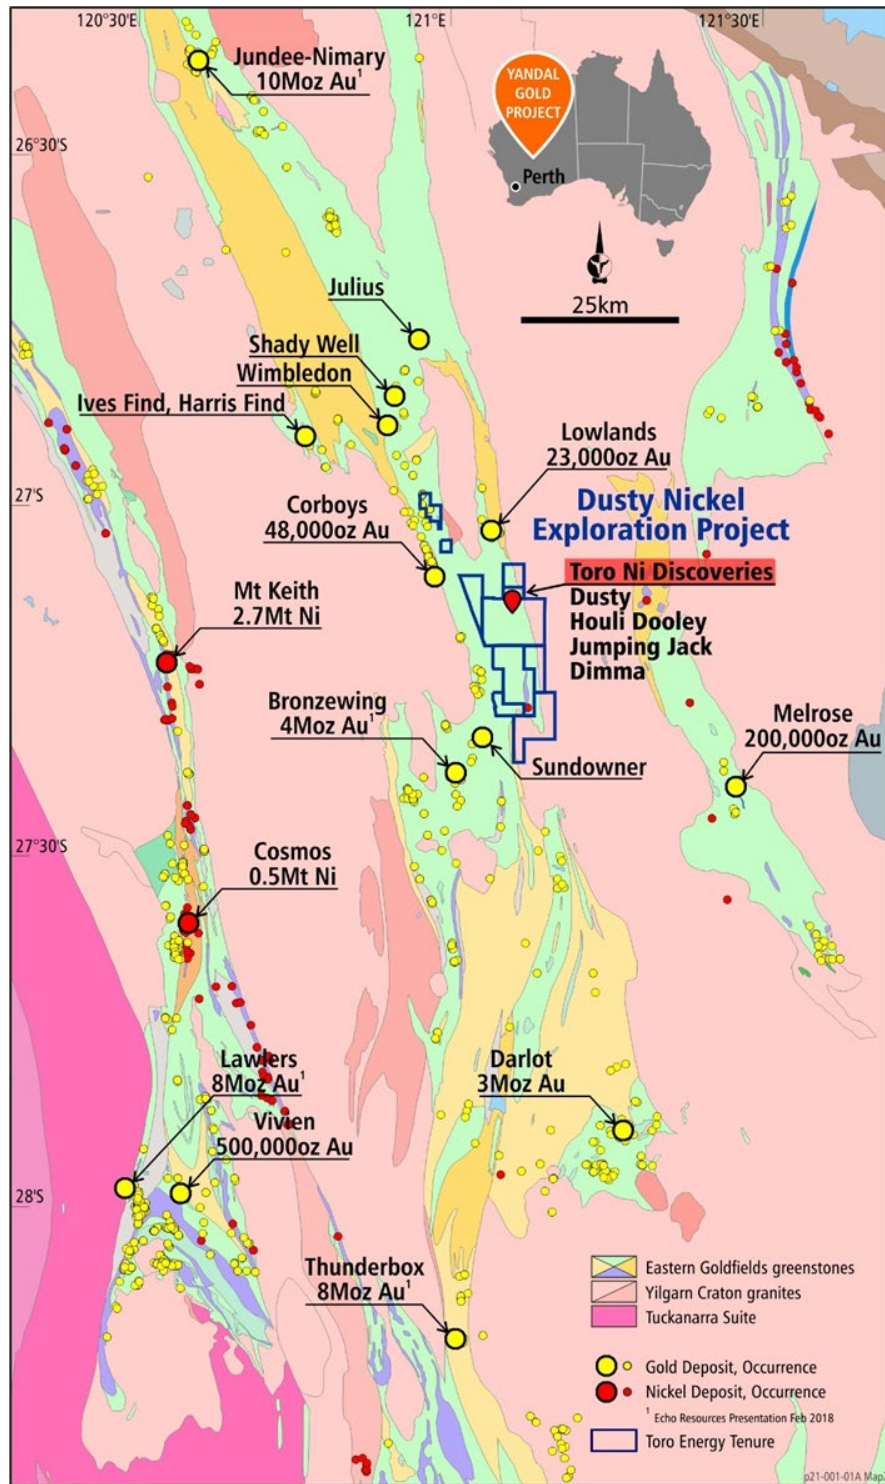 120°30'E
121°E
121°30'E
Jundee-Nimary
10Moz Au¹
YANDAL
GOLD
PROJECT
26°30'S
Perth
25km
Julius
Shady Well
Wimbledon
Ives Find, Harris Find
Lowlands
23,000oz Au
27°S
Corboys
48,000oz Au
Dusty Nickel
Exploration Project
Toro Ni Discoveries
Dusty
Houli Dooley
Jumping Jack
Dimma
Mt Keith
2.7Mt Ni
Bronzewing
4Moz Au¹
Melrose
200,000oz Au
Sundowner
27°30'S
Cosmos
0.5Mt Ni
Lawlers
8Moz Au¹
Darlot
3Moz Au
Vivien
500,000oz Au
28°S
Thunderbox
8Moz Au¹
Eastern Goldfields greenstones
Yilgarn Craton granites
Tuckanarra Suite
Gold Deposit, Occurrence
Nickel Deposit, Occurrence
¹ Echo Resources Presentation Feb 2018
Toro Energy Tenure
p21-001-01A Map